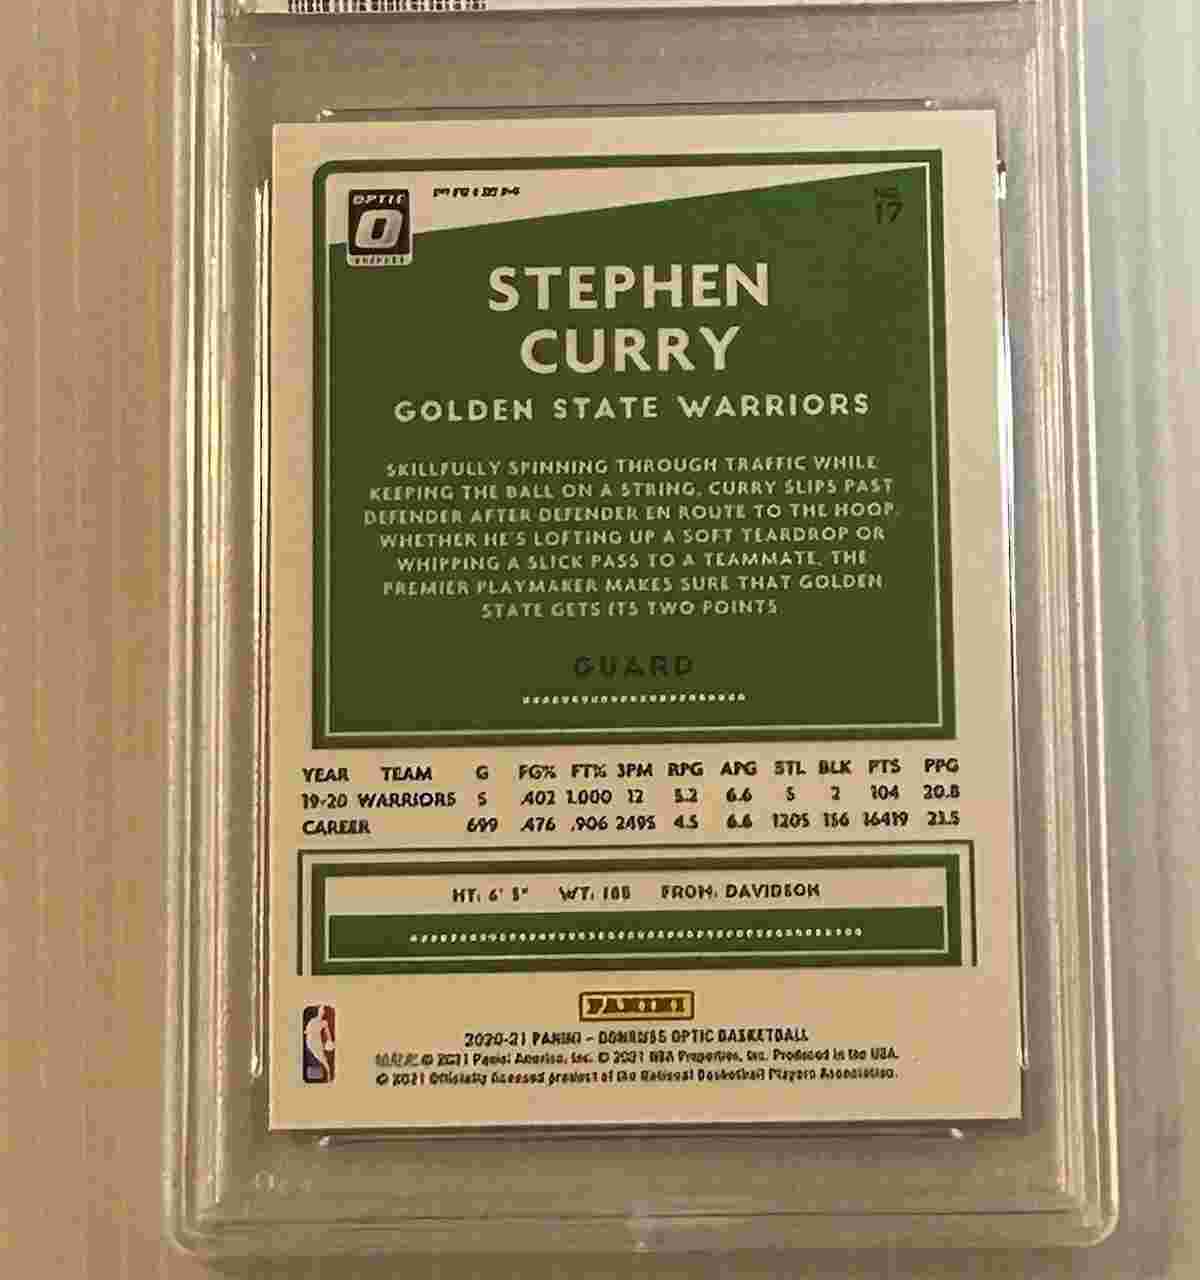 OPTIC
PRIZM
NO.
17
STEPHEN
CURRY
GOLDEN STATE WARRIORS
SKILLFULLY SPINNING THROUGH TRAFFIC WHILE
KEEPING THE BALL ON A STRING, CURRY SLIPS PAST
DEFENDER AFTER DEFENDER EN ROUTE TO THE HOOP.
WHETHER HE'S LOFTING UP A SOFT TEARDROP OR
WHIPPING A SLICK PASS TO A TEAMMATE, THE
PREMIER PLAYMAKER MAKES SURE THAT GOLDEN
STATE GETS ITS TWO POINTS.
GUARD
YEAR TEAM G FG% FT% 3PM RPG APG STL BLK PTS PPG
19-20 WARRIORS 5 .402 1.000 12 5.2 6.6 5 2 104 20.8
CAREER 699 .476 .906 2495 4.5 6.6 1205 156 16419 23.5
HT: 6' 3" WT: 185 FROM: DAVIDSON
PANINI
2020-21 PANINI - DONRUSS OPTIC BASKETBALL
© 2021 Panini America, Inc. © 2021 NBA Properties, Inc. Produced in the USA.
© 2021 Officially licensed product of the National Basketball Players Association.